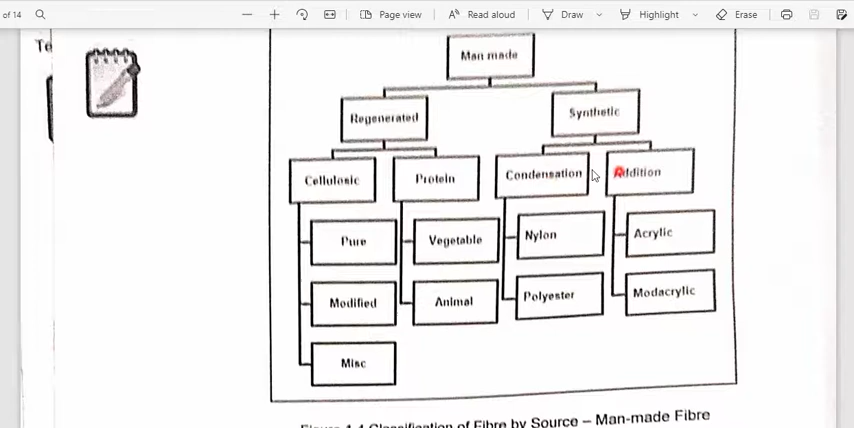 of 14
Page view
Read aloud
Draw
Highlight
Erase
Te
Man made
Regenerated
Synthetic
Cellulosic
Protein
Condensation
Addition
Pure
Vegetable
Nylon
Acrylic
Modified
Animal
Polyester
Modacrylic
Misc
Classification of Fibre by Source – Man-made Fibre